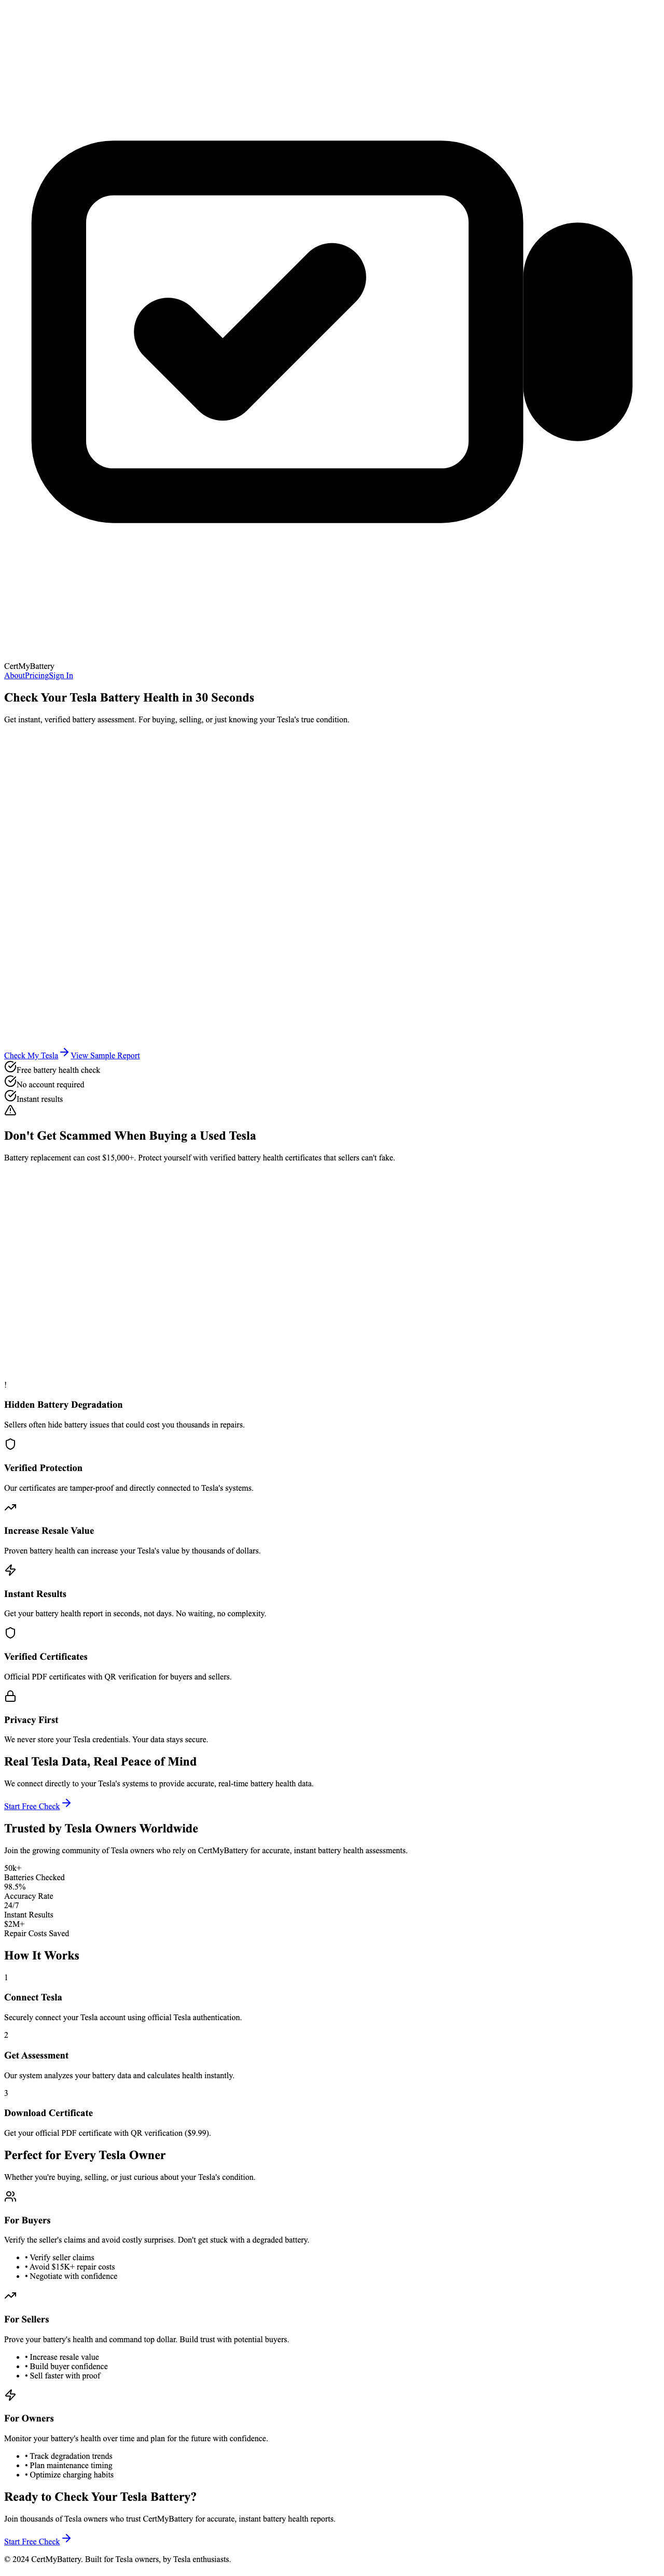 CertMyBattery
AboutPricingSign In
Check Your Tesla Battery Health in 30 Seconds
Get instant, verified battery assessment. For buying, selling, or just knowing your Tesla's true condition.
Check My Tesla View Sample Report
Free battery health check
No account required
Instant results
Don't Get Scammed When Buying a Used Tesla
Battery replacement can cost $15,000+. Protect yourself with verified battery health certificates that sellers can't fake.
!
Hidden Battery Degradation
Sellers often hide battery issues that could cost you thousands in repairs.
Verified Protection
Our certificates are tamper-proof and directly connected to Tesla's systems.
Increase Resale Value
Proven battery health can increase your Tesla's value by thousands of dollars.
Instant Results
Get your battery health report in seconds, not days. No waiting, no complexity.
Verified Certificates
Official PDF certificates with QR verification for buyers and sellers.
Privacy First
We never store your Tesla credentials. Your data stays secure.
Real Tesla Data, Real Peace of Mind
We connect directly to your Tesla's systems to provide accurate, real-time battery health data.
Start Free Check
Trusted by Tesla Owners Worldwide
Join the growing community of Tesla owners who rely on CertMyBattery for accurate, instant battery health assessments.
50k+
Batteries Checked
98.5%
Accuracy Rate
24/7
Instant Results
$2M+
Repair Costs Saved
How It Works
1
Connect Tesla
Securely connect your Tesla account using official Tesla authentication.
2
Get Assessment
Our system analyzes your battery data and calculates health instantly.
3
Download Certificate
Get your official PDF certificate with QR verification ($9.99).
Perfect for Every Tesla Owner
Whether you're buying, selling, or just curious about your Tesla's condition.
For Buyers
Verify the seller's claims and avoid costly surprises. Don't get stuck with a degraded battery.
• • Verify seller claims
• • Avoid $15K+ repair costs
• • Negotiate with confidence
For Sellers
Prove your battery's health and command top dollar. Build trust with potential buyers.
• • Increase resale value
• • Build buyer confidence
• • Sell faster with proof
For Owners
Monitor your battery's health over time and plan for the future with confidence.
• • Track degradation trends
• • Plan maintenance timing
• • Optimize charging habits
Ready to Check Your Tesla Battery?
Join thousands of Tesla owners who trust CertMyBattery for accurate, instant battery health reports.
Start Free Check
© 2024 CertMyBattery. Built for Tesla owners, by Tesla enthusiasts.